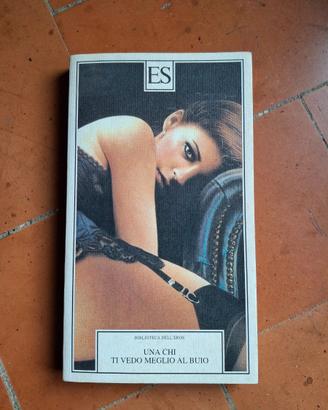 ES
BIBLIOTECA DELL'EROS
UNA CHI
TI VEDO MEGLIO AL BUIO